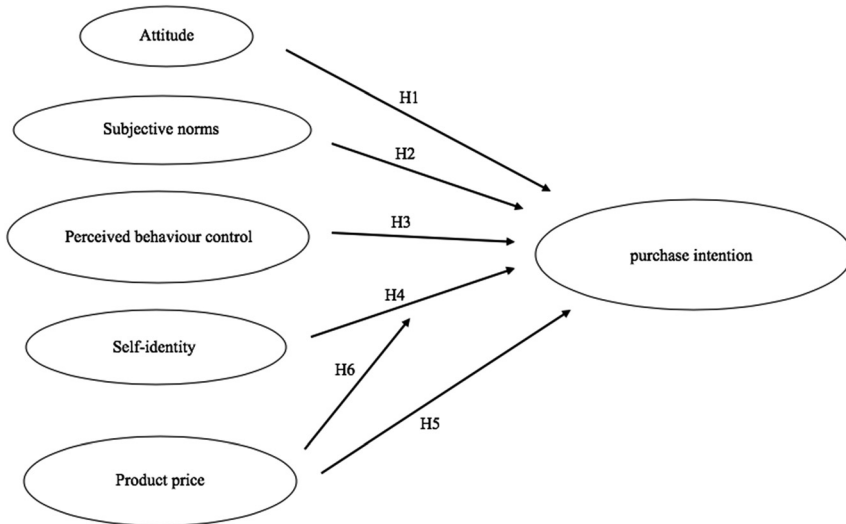 Attitude
H1
Subjective norms
H2
Perceived behaviour control
H3
purchase intention
H4
Self-identity
H6
H5
Product price